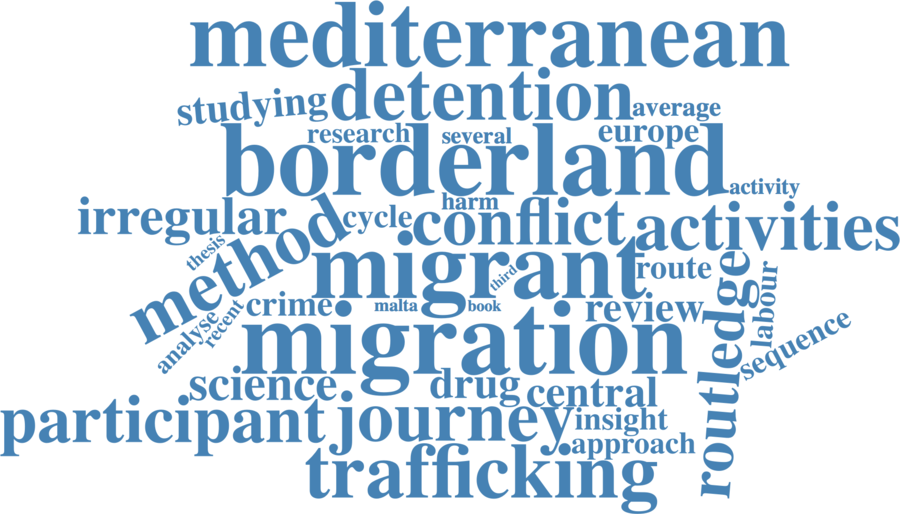 mediterranean
studying detention average
research several europe
borderland
activity
harm
irregular cycle conflict activities
method
thesis
migrant route
third
routledge
labour
analyse
recent
crime malta book review
migration
sequence
science drug central
participant journey insight
approach
trafficking